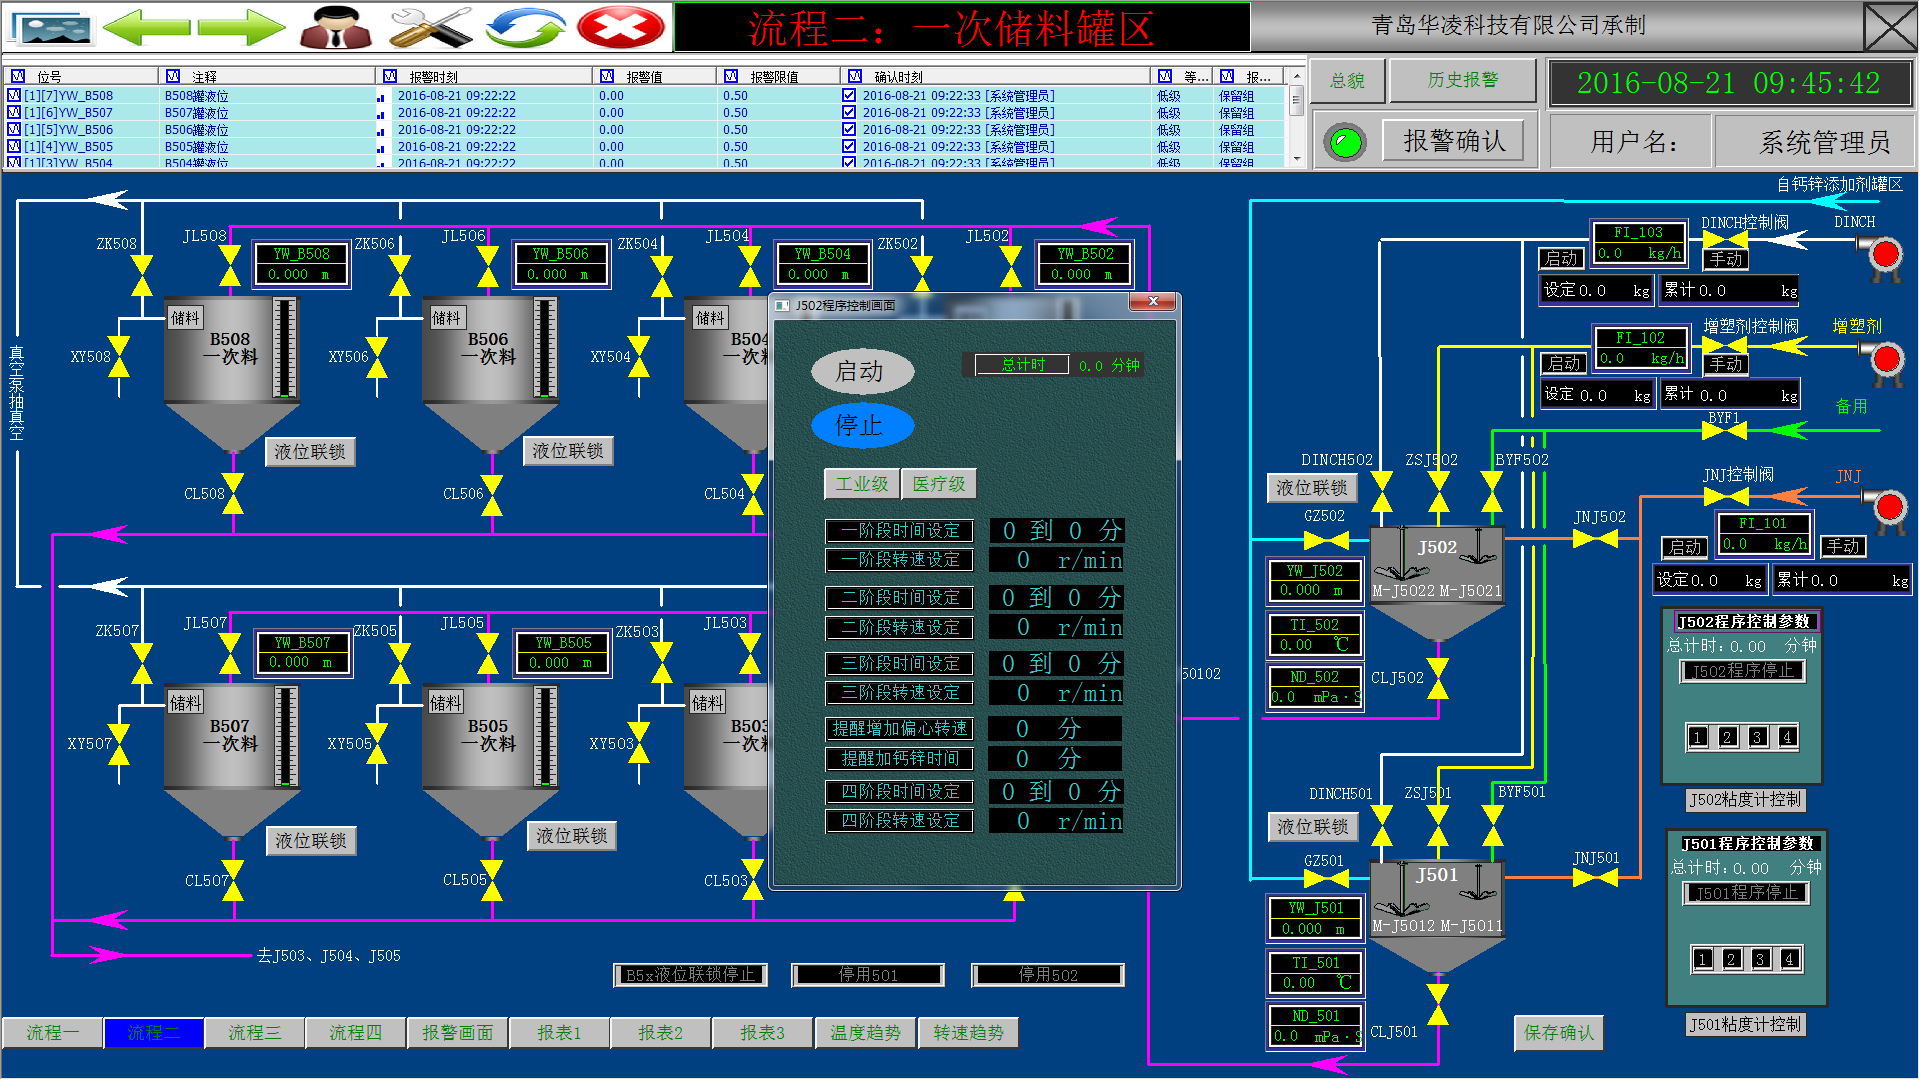 流程二：一次储料罐区
青岛华凌科技有限公司承制
位号 注释 报警时刻 报警值 报警限值 确认时刻 等... 报...
[1][7]YW_B508 B508罐液位 2016-08-21 09:22:22 0.00 0.50 2016-08-21 09:22:33 [系统管理员] 低级 保留组
[1][6]YW_B507 B507罐液位 2016-08-21 09:22:22 0.00 0.50 2016-08-21 09:22:33 [系统管理员] 低级 保留组
[1][5]YW_B506 B506罐液位 2016-08-21 09:22:22 0.00 0.50 2016-08-21 09:22:33 [系统管理员] 低级 保留组
[1][4]YW_B505 B505罐液位 2016-08-21 09:22:22 0.00 0.50 2016-08-21 09:22:33 [系统管理员] 低级 保留组
[1][3]YW_B504 B504罐液位 2016-08-21 09:22:22 0.00 0.50 2016-08-21 09:22:33 [系统管理员] 低级 保留组
总貌 历史报警 2016-08-21 09:45:42
报警确认 用户名： 系统管理员
自钙锌添加剂罐区
真空泵抽真空
ZK508 JL508 YW_B508 0.000 m
ZK506 JL506 YW_B506 0.000 m
ZK504 JL504 YW_B504 0.000 m
ZK502 JL502 YW_B502 0.000 m
储料 B508 一次料 XY508
储料 B506 一次料 XY506
储料 B504 一次料 XY504
液位联锁 液位联锁
CL508 CL506 CL504
ZK507 JL507 YW_B507 0.000 m
ZK505 JL505 YW_B505 0.000 m
ZK503 JL503
储料 B507 一次料 XY507
储料 B505 一次料 XY505
储料 B503 一次料 XY503
液位联锁 液位联锁
CL507 CL505 CL503
去J503、J504、J505
B5x液位联锁停止 停用501 停用502
J502程序控制画面
启动 总计时 0.0 分钟
停止
工业级 医疗级
一阶段时间设定 0 到 0 分
一阶段转速设定 0 r/min
二阶段时间设定 0 到 0 分
二阶段转速设定 0 r/min
三阶段时间设定 0 到 0 分
三阶段转速设定 0 r/min
提醒增加偏心转速 0 分
提醒加钙锌时间 0 分
四阶段时间设定 0 到 0 分
四阶段转速设定 0 r/min
50102
FI_103 0.0 kg/h DINCH控制阀 DINCH
启动 手动
设定0.0 kg 累计0.0 kg
FI_102 0.0 kg/h 增塑剂控制阀 增塑剂
启动 手动
设定0.0 kg 累计0.0 kg
BYF1 备用
JNJ控制阀 JNJ
FI_101 0.0 kg/h
启动 手动
设定0.0 kg 累计0.0 kg
DINCH502 ZSJ502 BYF502
液位联锁
GZ502 JNJ502
J502
M-J5022 M-J5021
YW_J502 0.000 m
TI_502 0.00 ℃
ND_502 0.0 mPa·S
CLJ502
J502程序控制参数
总计时:0.00 分钟
J502程序停止
1 2 3 4
J502粘度计控制
DINCH501 ZSJ501 BYF501
液位联锁
GZ501 JNJ501
J501
M-J5012 M-J5011
YW_J501 0.000 m
TI_501 0.00 ℃
ND_501 0.0 mPa·S
CLJ501
J501程序控制参数
总计时:0.00 分钟
J501程序停止
1 2 3 4
J501粘度计控制
流程一 流程二 流程三 流程四 报警画面 报表1 报表2 报表3 温度趋势 转速趋势 保存确认